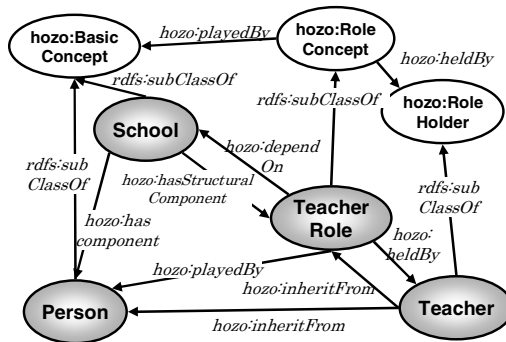 hozo:Basic
Concept
hozo:playedBy
hozo:Role
Concept
hozo:heldBy
rdfs:subClassOf
hozo:Role
Holder
rdfs:subClassOf
School
hozo:depend
On
rdfs:sub
ClassOf
hozo:hasStructural
Component
rdfs:sub
ClassOf
hozo:has
component
Teacher
Role
hozo:
heldBy
hozo:playedBy
hozo:inheritFrom
Person
Teacher
hozo:inheritFrom